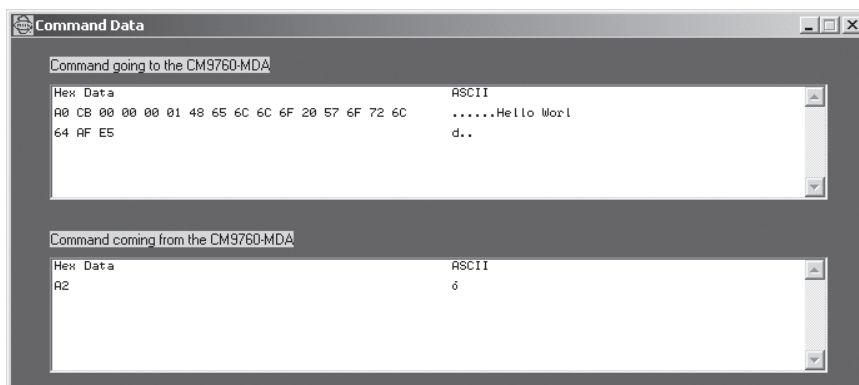 Command Data
Command going to the CM9760-MDA
Hex Data ASCII
A0 CB 00 00 00 01 48 65 6C 6C 6F 20 57 6F 72 6C ......Hello Worl
64 AF E5 d..
Command coming from the CM9760-MDA
Hex Data ASCII
A2 ó